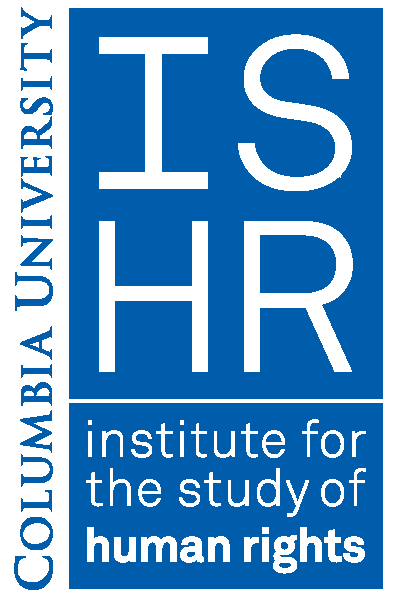 COLUMBIA UNIVERSITY
IS
HR
institute for
the study of
human rights